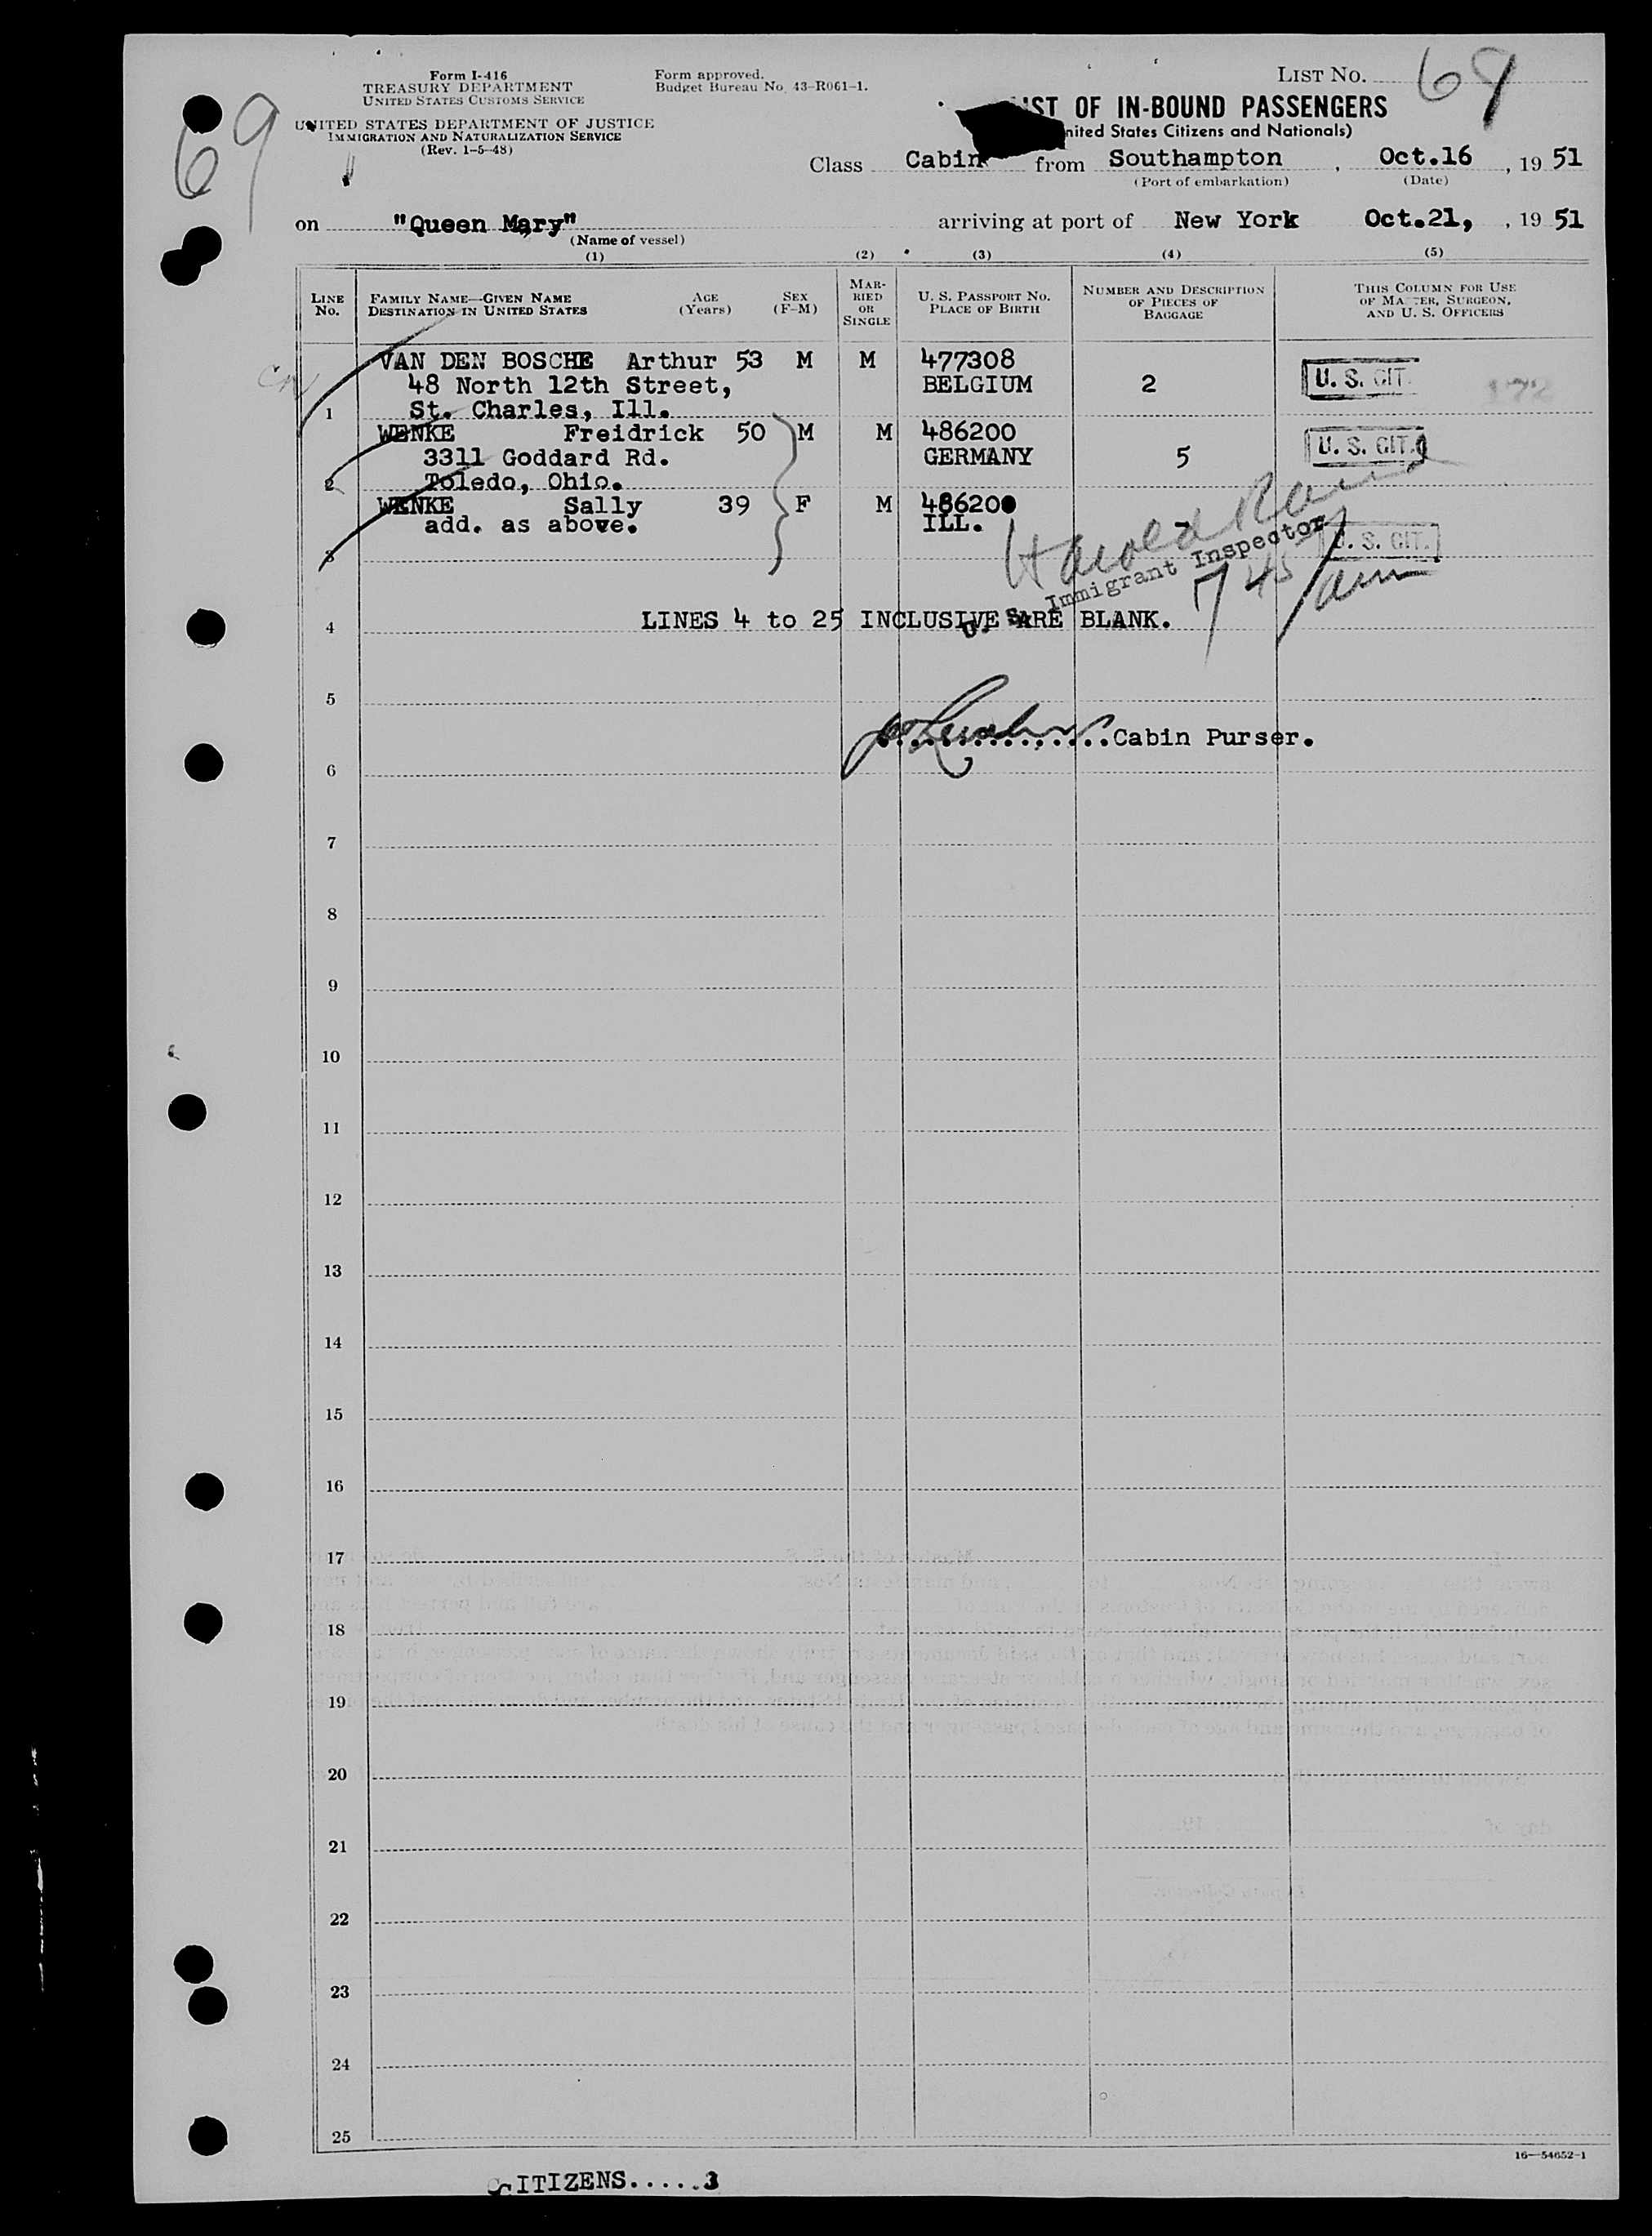 Form I-416
TREASURY DEPARTMENT
UNITED STATES CUSTOMS SERVICE
UNITED STATES DEPARTMENT OF JUSTICE
IMMIGRATION AND NATURALIZATION SERVICE
(Rev. 1-5-48)
Form approved.
Budget Bureau No. 43-R061-1.
69
LIST NO. 69
LIST OF IN-BOUND PASSENGERS
(United States Citizens and Nationals)
Class Cabin from Southampton, Oct.16, 1951
(Port of embarkation) (Date)
on "Queen Mary" arriving at port of New York Oct.21,, 1951
(Name of vessel)
(1) (2) (3) (4) (5)
LINE NO. FAMILY NAME—GIVEN NAME DESTINATION IN UNITED STATES AGE (Years) SEX (F-M) MARRIED OR SINGLE U. S. PASSPORT NO. PLACE OF BIRTH NUMBER AND DESCRIPTION OF PIECES OF BAGGAGE THIS COLUMN FOR USE OF MASTER, SURGEON, AND U. S. OFFICERS
VAN DEN BOSCHE Arthur 53 M M 477308 U. S. CIT. 172
48 North 12th Street, BELGIUM 2
1 St. Charles, Ill.
WENKE Freidrick 50 M M 486200 U. S. CIT.
3311 Goddard Rd. GERMANY 5
2 Toledo, Ohio.
WENKE Sally 39 F M 486200
add. as above. ILL. - U. S. CIT.
3
Harold
U. S. Immigrant Inspector
7 45 am
4 LINES 4 to 25 INCLUSIVE ARE BLANK.
5
...............Cabin Purser.
6
7
8
9
10
11
12
13
14
15
16
17
18
19
20
21
22
23
24
25
16—54652-1
CITIZENS.....3